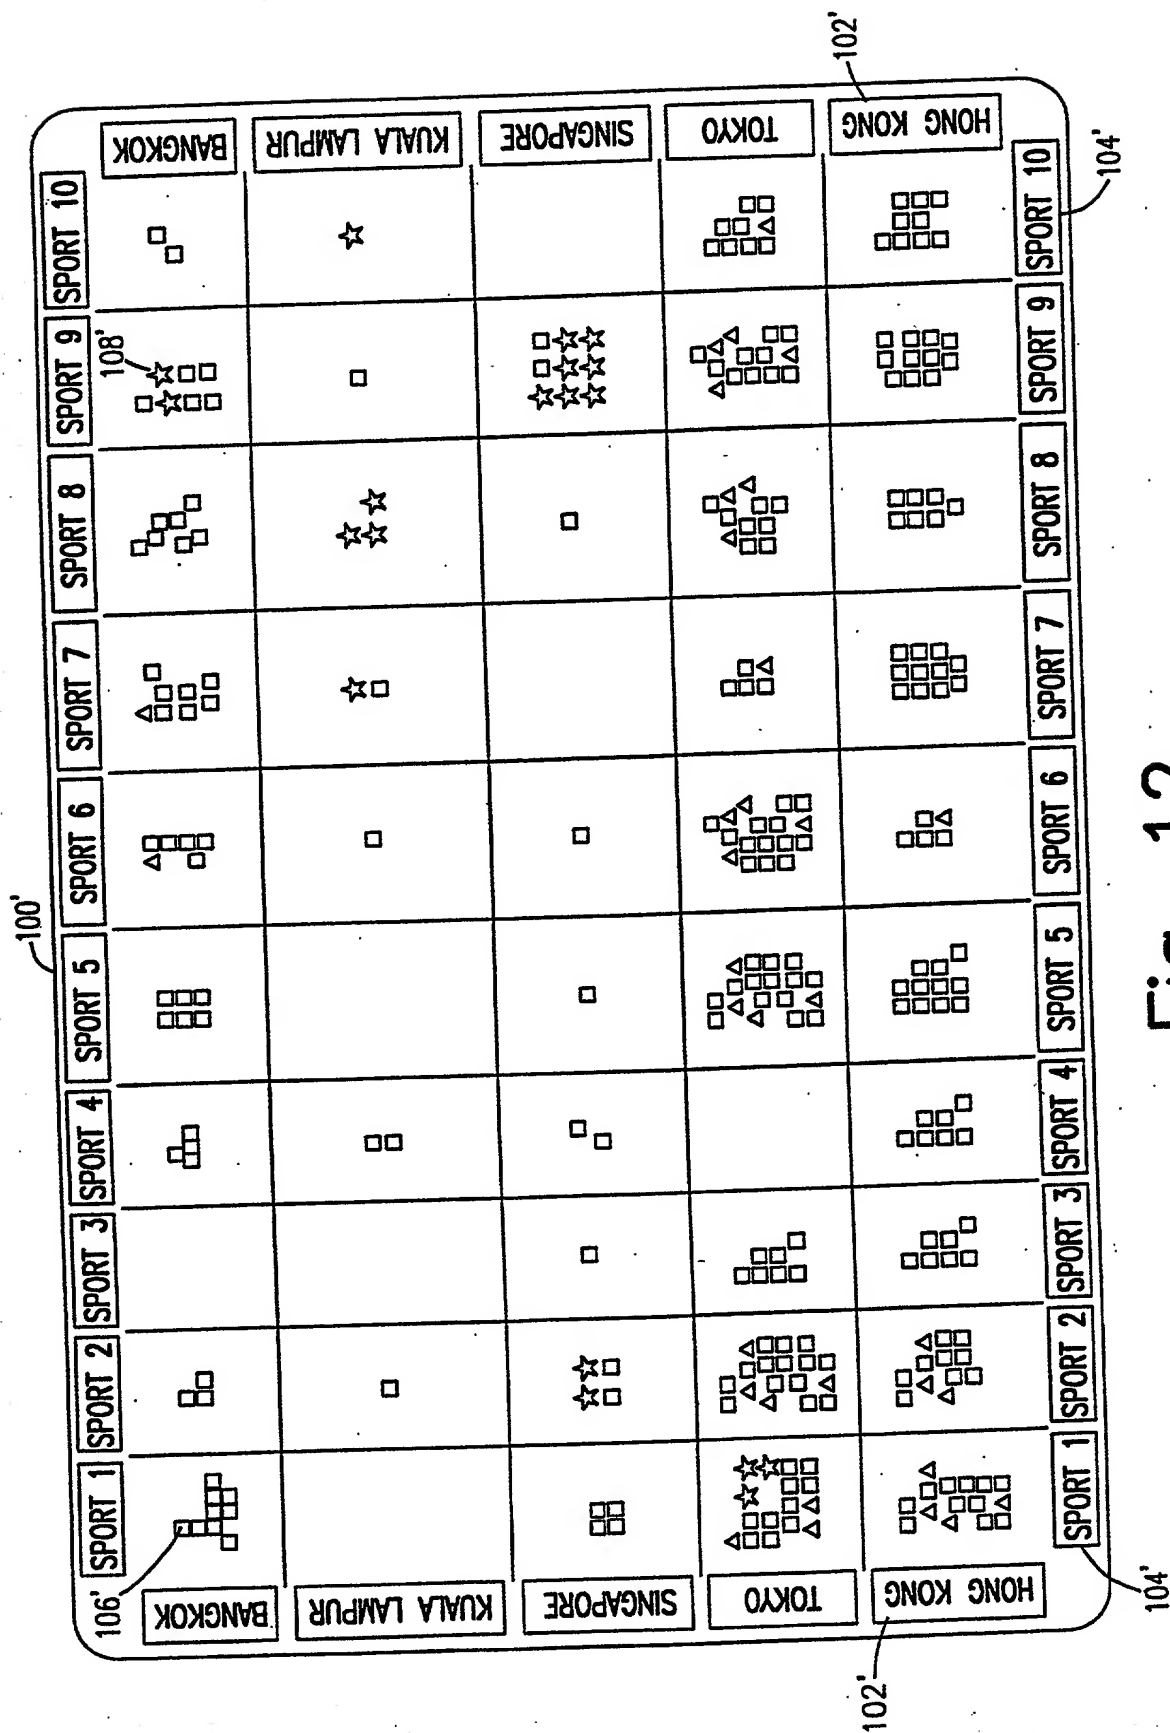 100'
SPORT 1
SPORT 2
SPORT 3
SPORT 4
SPORT 5
SPORT 6
SPORT 7
SPORT 8
SPORT 9
SPORT 10
106'
108'
BANGKOK
BANGKOK
KUALA LAMPUR
KUALA LAMPUR
SINGAPORE
SINGAPORE
TOKYO
TOKYO
HONG KONG
HONG KONG
102'
102'
SPORT 1
SPORT 2
SPORT 3
SPORT 4
SPORT 5
SPORT 6
SPORT 7
SPORT 8
SPORT 9
SPORT 10
104'
104'
Fig. 12